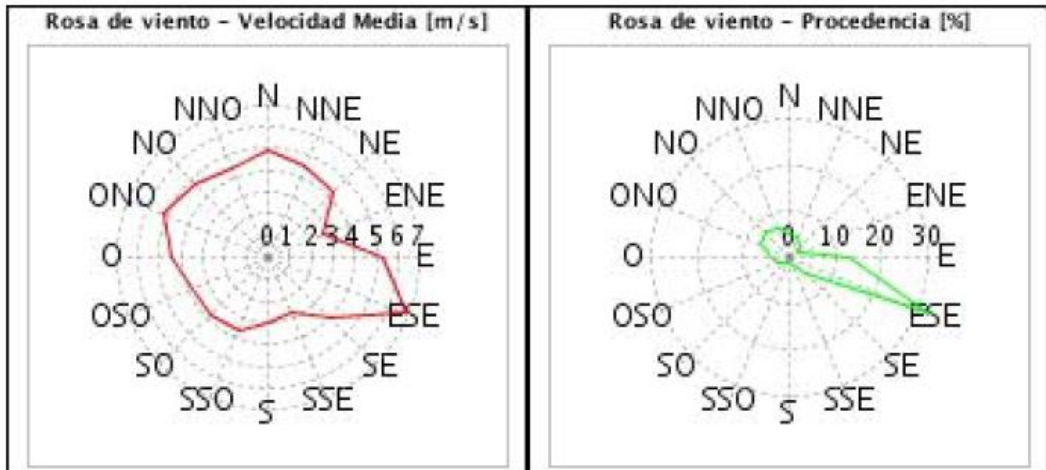 Rosa de viento - Velocidad Media [m/s]
N
NNO NNE
NO NE
ONO ENE
0 1 2 3 4 5 6 7
O E
OSO ESE
SO SE
SSO SSE
S
Rosa de viento - Procedencia [%]
N
NNO NNE
NO NE
ONO ENE
0 10 20 30
O E
OSO ESE
SO SE
SSO SSE
S